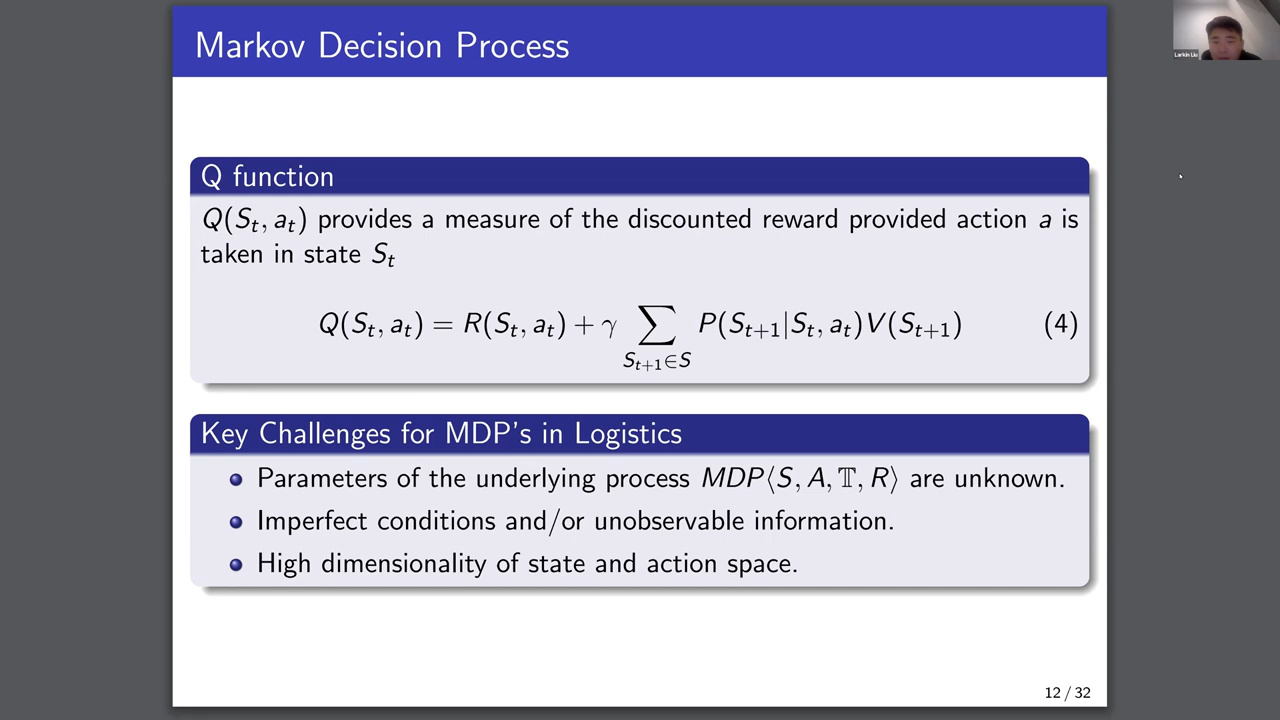 Markov Decision Process
Larkin Liu
Q function
Q(S_t, a_t) provides a measure of the discounted reward provided action a is
taken in state S_t
Q(S_t, a_t) = R(S_t, a_t) + γ ∑_{S_{t+1}∈S} P(S_{t+1}|S_t, a_t)V(S_{t+1}) (4)
Key Challenges for MDP's in Logistics
Parameters of the underlying process MDP⟨S, A, 𝕋, R⟩ are unknown.
Imperfect conditions and/or unobservable information.
High dimensionality of state and action space.
12 / 32